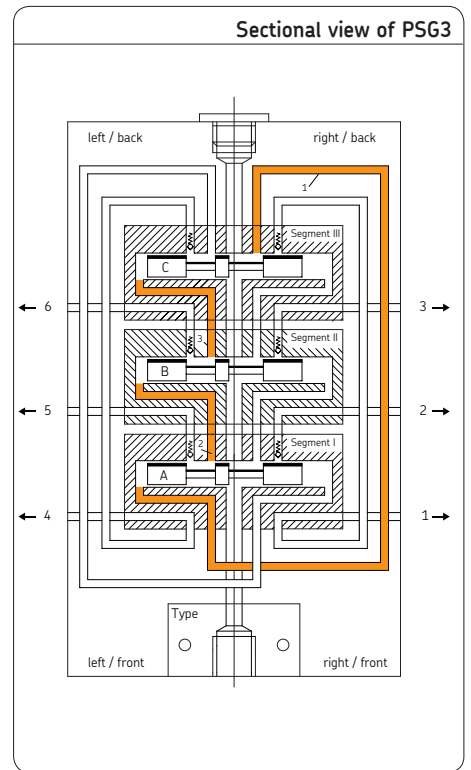 Sectional view of PSG3
left / back
right / back
1
Segment III
C
6
3
3
Segment II
B
5
2
2
Segment I
A
4
1
Type
left / front
right / front